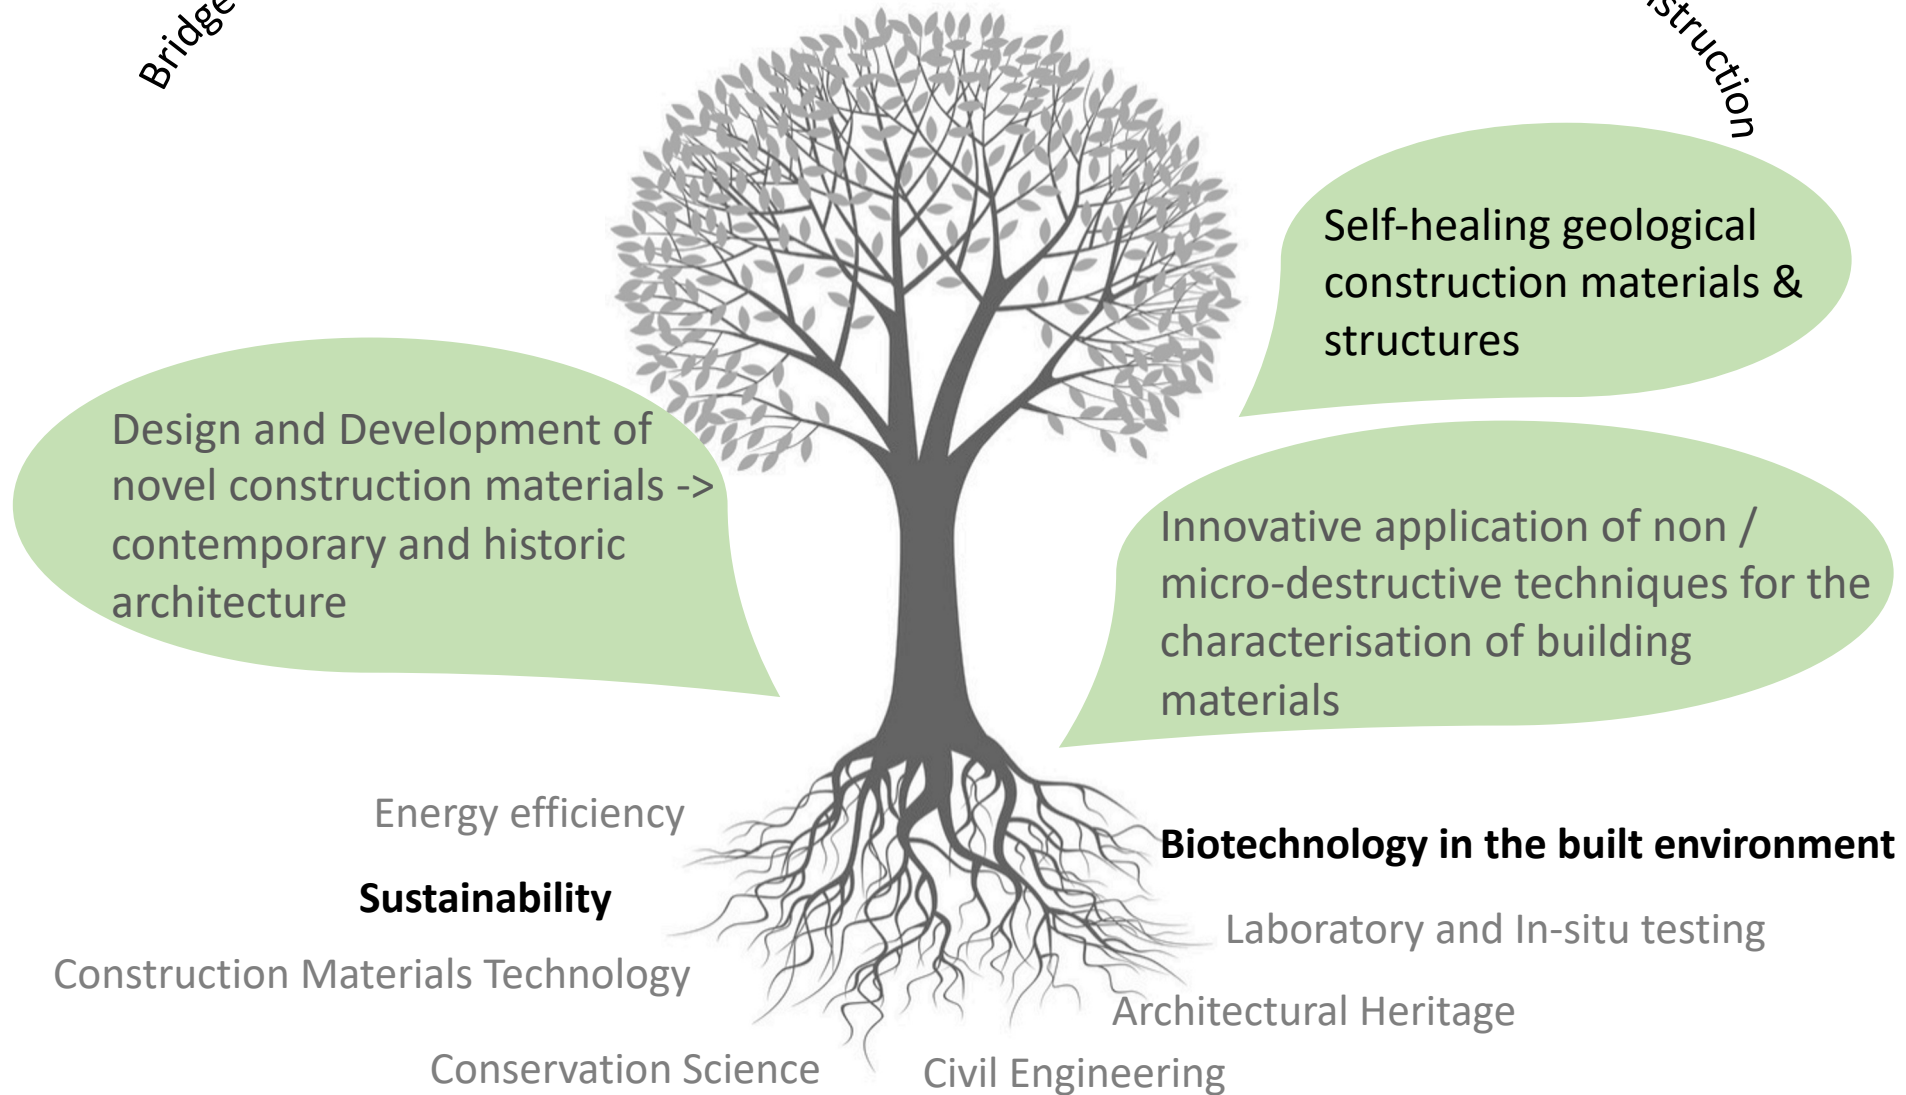 Bridge
struction
Self-healing geological
construction materials &
structures
Design and Development of
novel construction materials ->
contemporary and historic
architecture
Innovative application of non /
micro-destructive techniques for the
characterisation of building
materials
Energy efficiency
Biotechnology in the built environment
Sustainability
Laboratory and In-situ testing
Construction Materials Technology
Architectural Heritage
Conservation Science
Civil Engineering